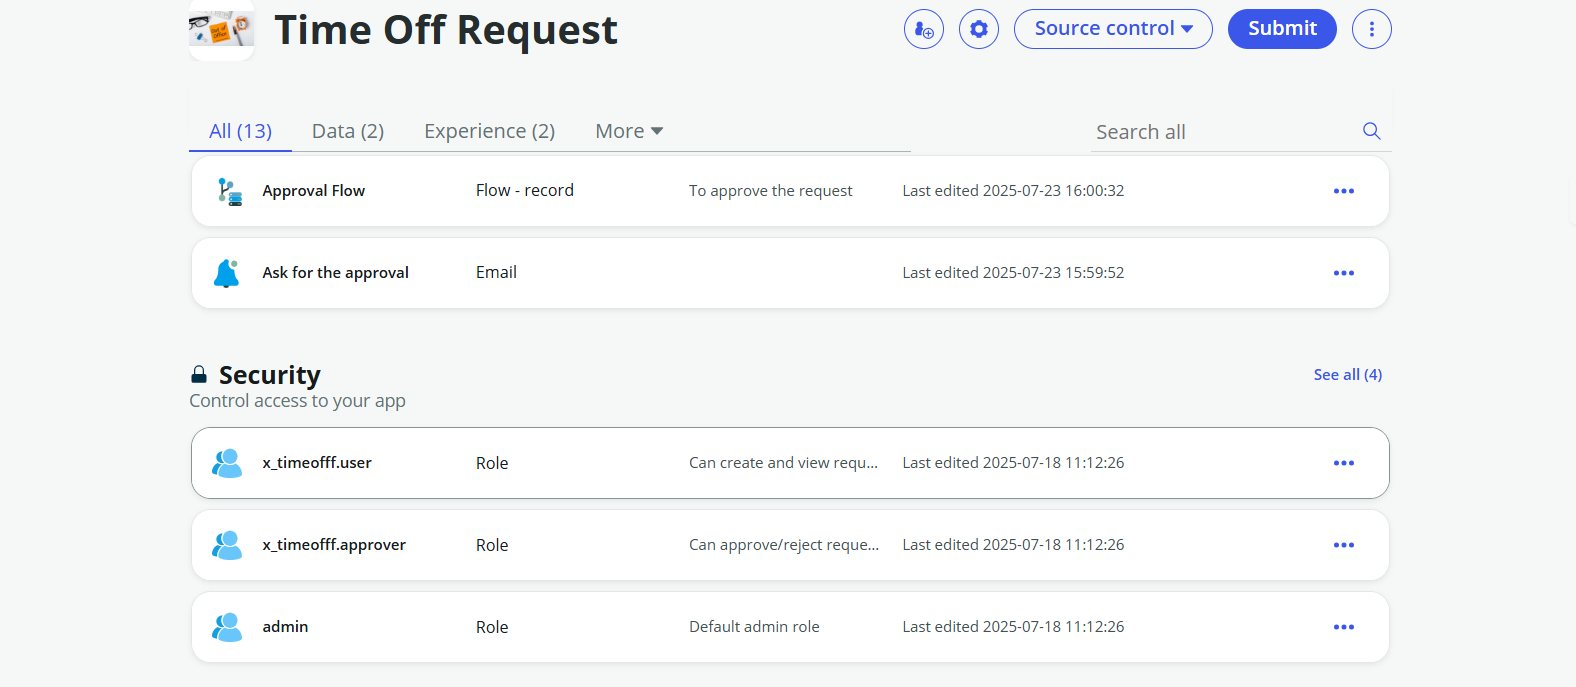 Time Off Request
Source control
Submit
All (13)
Data (2)
Experience (2)
More
Search all
Approval Flow
Flow - record
To approve the request
Last edited 2025-07-23 16:00:32
Ask for the approval
Email
Last edited 2025-07-23 15:59:52
Security
See all (4)
Control access to your app
x_timeofff.user
Role
Can create and view requ...
Last edited 2025-07-18 11:12:26
x_timeofff.approver
Role
Can approve/reject reque...
Last edited 2025-07-18 11:12:26
admin
Role
Default admin role
Last edited 2025-07-18 11:12:26